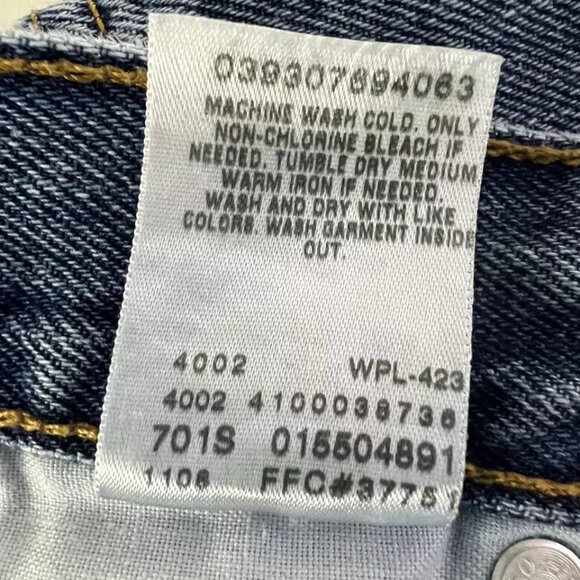 039307694063
MACHINE WASH COLD. ONLY
NON-CHLORINE BLEACH IF
NEEDED. TUMBLE DRY MEDIUM
WARM IRON IF NEEDED.
WASH AND DRY WITH LIKE
COLORS. WASH GARMENT INSIDE
OUT.
4002 WPL-423
4002 4100038736
701S 015504891
1106 FFC#3775